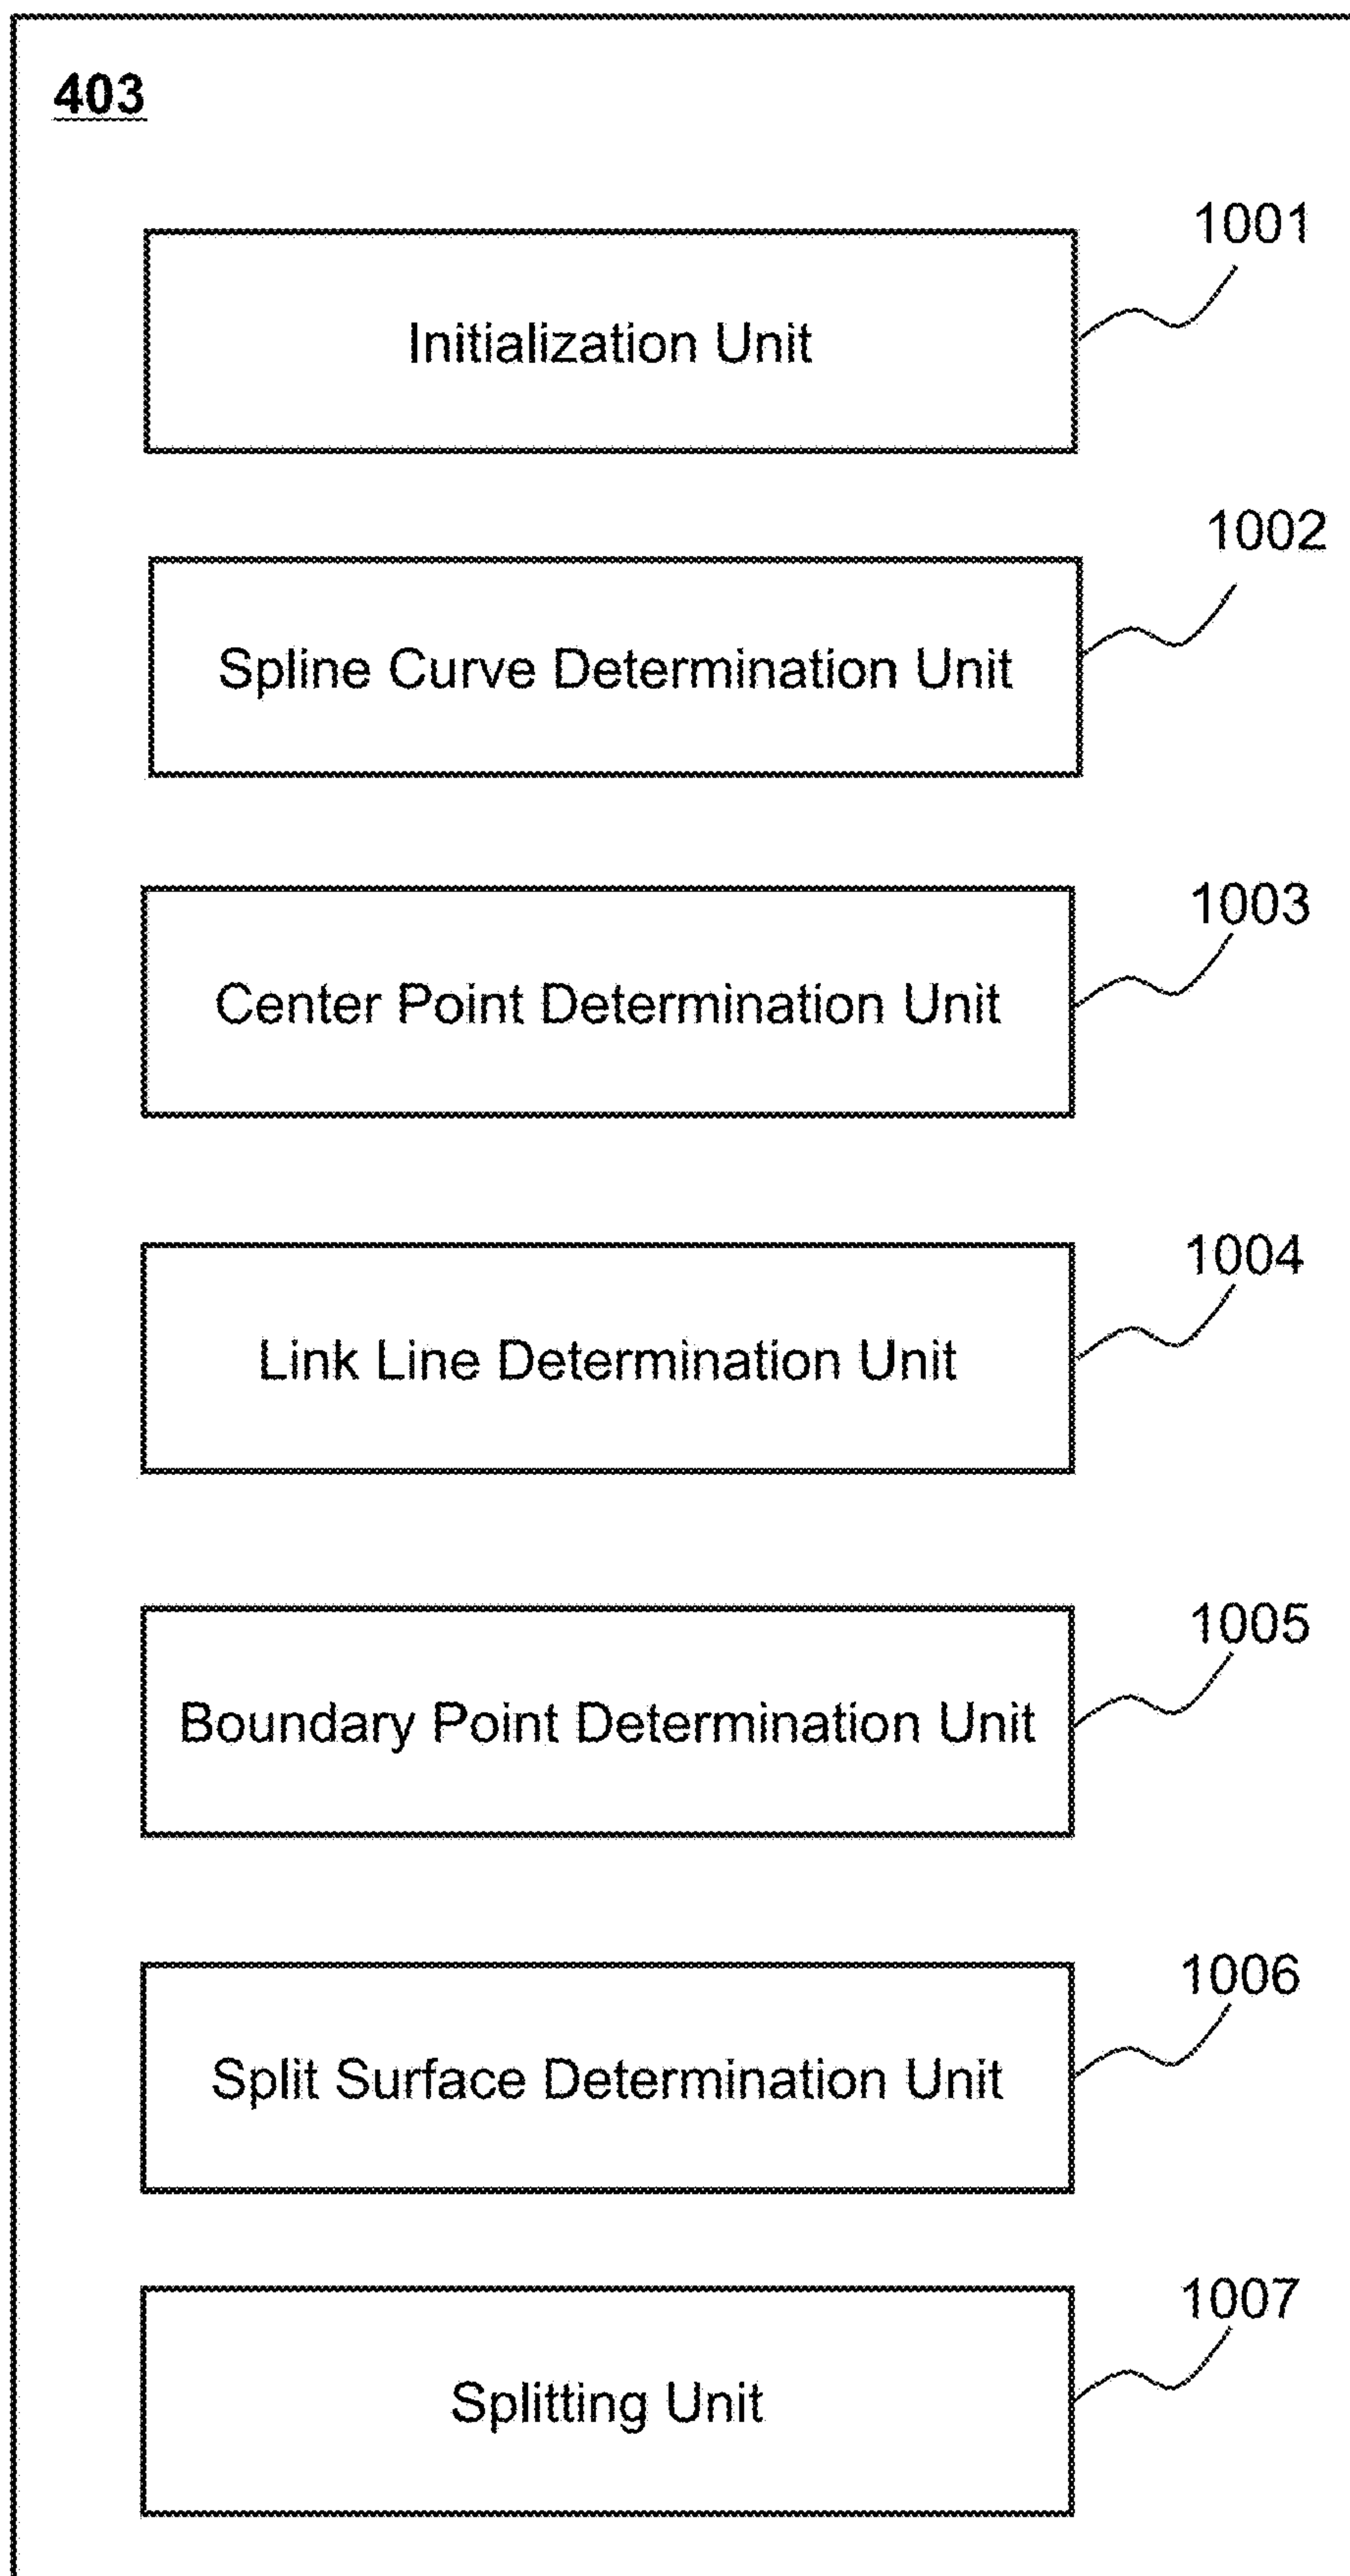 403
1001
Initialization Unit
1002
Spline Curve Determination Unit
1003
Center Point Determination Unit
1004
Link Line Determination Unit
1005
Boundary Point Determination Unit
1006
Split Surface Determination Unit
1007
Splitting Unit